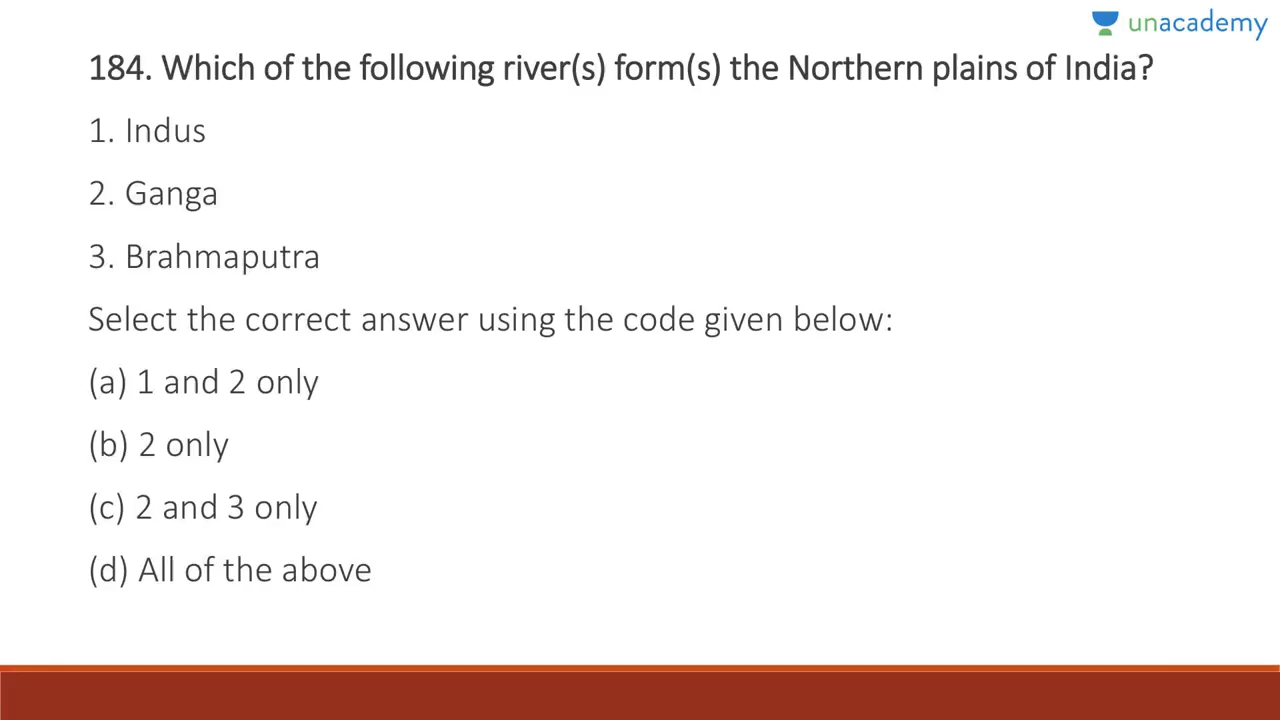 unacademy
184. Which of the following river(s) form(s) the Northern plains of India?
1. Indus
2. Ganga
3. Brahmaputra
Select the correct answer using the code given below:
(a) 1 and 2 only
(b) 2 only
(c) 2 and 3 only
(d) All of the above